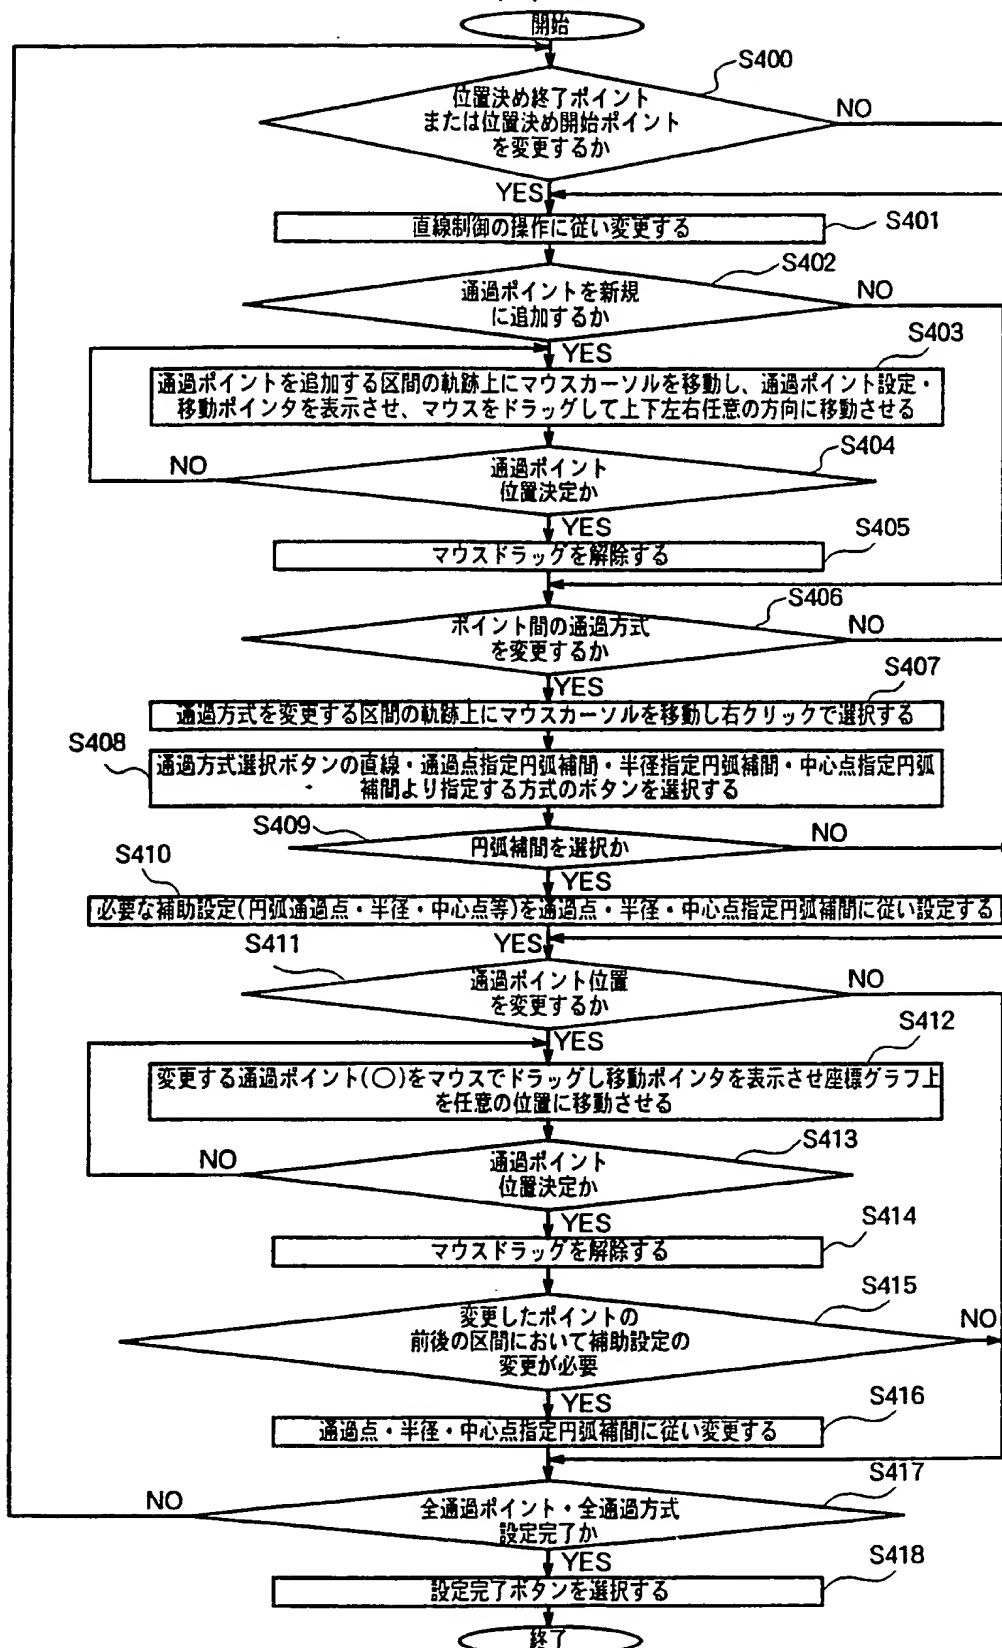 開始
S400
位置決め終了ポイント
または位置決め開始ポイント
を変更するか
NO
YES
直線制御の操作に従い変更する
S401
S402
通過ポイントを新規
に追加するか
NO
YES
S403
通過ポイントを追加する区間の軌跡上にマウスカーソルを移動し、通過ポイント設定・
移動ポインタを表示させ、マウスをドラッグして上下左右任意の方向に移動させる
S404
通過ポイント
位置決定か
NO
YES
S405
マウスドラッグを解除する
S406
ポイント間の通過方式
を変更するか
NO
YES
S407
通過方式を変更する区間の軌跡上にマウスカーソルを移動し右クリックで選択する
S408
通過方式選択ボタンの直線・通過点指定円弧補間・半径指定円弧補間・中心点指定円弧
補間より指定する方式のボタンを選択する
S409
円弧補間を選択か
NO
YES
S410
必要な補助設定(円弧通過点・半径・中心点等)を通過点・半径・中心点指定円弧補間に従い設定する
YES
S411
通過ポイント位置
を変更するか
NO
YES
S412
変更する通過ポイント(○)をマウスでドラッグし移動ポインタを表示させ座標グラフ上
を任意の位置に移動させる
S413
通過ポイント
位置決定か
NO
YES
S414
マウスドラッグを解除する
S415
変更したポイントの
前後の区間において補助設定の
変更が必要
NO
YES
S416
通過点・半径・中心点指定円弧補間に従い変更する
S417
全通過ポイント・全通過方式
設定完了か
NO
YES
S418
設定完了ボタンを選択する
終了